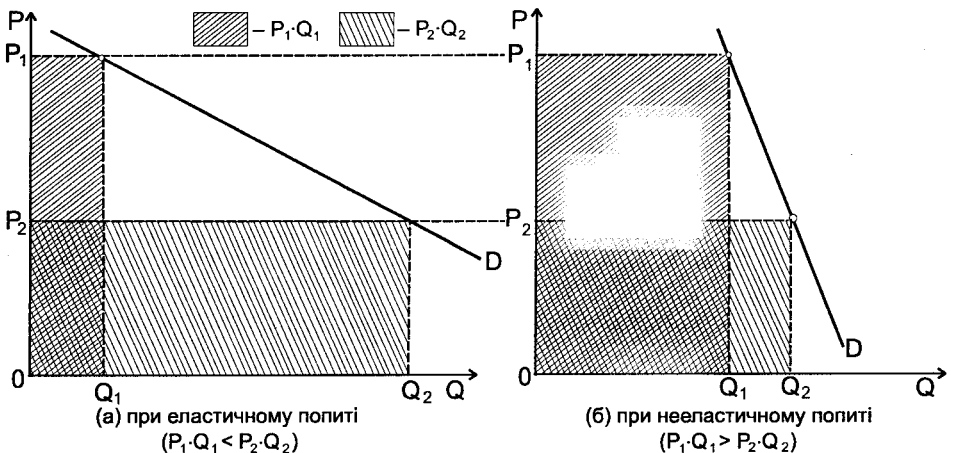 P
– P₁·Q₁
– P₂·Q₂
P
P₁
P₁
P₂
P₂
D
D
0
Q₁
Q₂
Q
0
Q₁
Q₂
Q
(а) при еластичному попиті
(P₁·Q₁ < P₂·Q₂)
(б) при нееластичному попиті
(P₁·Q₁ > P₂·Q₂)